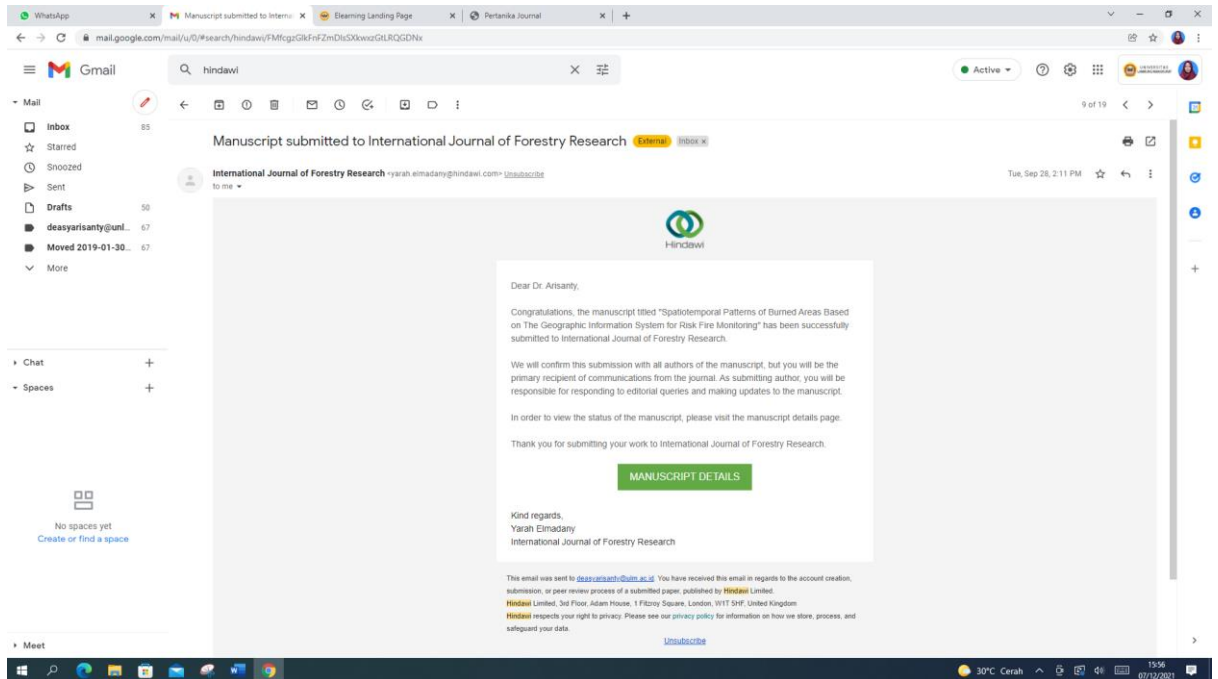 WhatsApp
Manuscript submitted to Interna
Elearning Landing Page
Pertanika Journal
mail.google.com/mail/u/0/#search/hindawi/
Gmail
hindawi
Active
Mail
9 of 19
Inbox 85
Starred
Snoozed
Sent
Drafts 50
deasyarisanty@unl... 67
Moved 2019-01-30... 67
More
Manuscript submitted to International Journal of Forestry Research External Inbox x
International Journal of Forestry Research <yarah.elmadany@hindawi.com> Unsubscribe
to me
Tue, Sep 28, 2:11 PM
Hindawi
Dear Dr. Arisanty,
Congratulations, the manuscript titled "Spatiotemporal Patterns of Burned Areas Based
on The Geographic Information System for Risk Fire Monitoring" has been successfully
submitted to International Journal of Forestry Research.
We will confirm this submission with all authors of the manuscript, but you will be the
primary recipient of communications from the journal. As submitting author, you will be
responsible for responding to editorial queries and making updates to the manuscript.
In order to view the status of the manuscript, please visit the manuscript details page.
Thank you for submitting your work to International Journal of Forestry Research.
MANUSCRIPT DETAILS
Kind regards,
Yarah Elmadany
International Journal of Forestry Research
This email was sent to deasyarisanty@ulm.ac.id. You have received this email in regards to the account creation,
submission, or peer review process of a submitted paper, published by Hindawi Limited.
Hindawi Limited, 3rd Floor, Adam House, 1 Fitzroy Square, London, W1T 5HF, United Kingdom
Hindawi respects your right to privacy. Please see our privacy policy for information on how we store, process, and
safeguard your data.
Unsubscribe
Chat
Spaces
No spaces yet
Create or find a space
Meet
30°C Cerah
15:56
07/12/2021